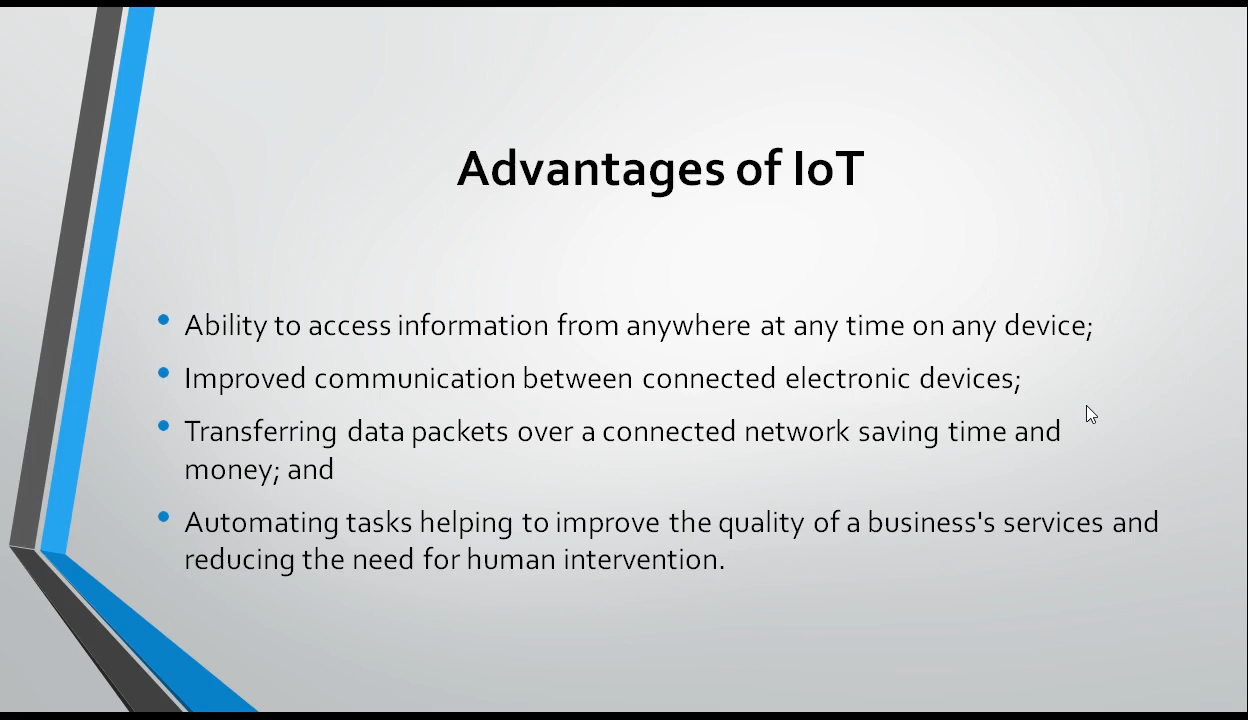 Advantages of IoT
Ability to access information from anywhere at any time on any device;
Improved communication between connected electronic devices;
Transferring data packets over a connected network saving time and
money; and
Automating tasks helping to improve the quality of a business's services and
reducing the need for human intervention.